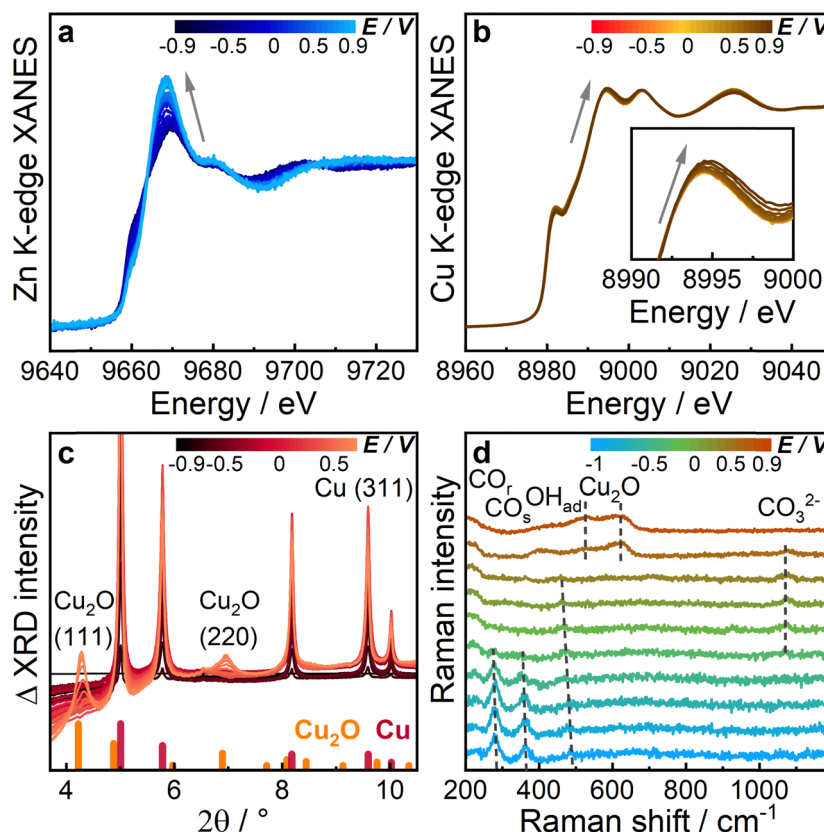 a
E / V
-0.9 -0.5 0 0.5 0.9
Zn K-edge XANES
9640 9660 9680 9700 9720
Energy / eV
b
E / V
-0.9 -0.5 0 0.5 0.9
Cu K-edge XANES
8990 8995 9000
Energy / eV
8960 8980 9000 9020 9040
Energy / eV
c
E / V
-0.9 -0.5 0 0.5
Cu (311)
Cu₂O
(111)
Cu₂O
(220)
Cu₂O Cu
Δ XRD intensity
4 6 8 10
2θ / °
d
E / V
-1 -0.5 0 0.5 0.9
COᵣ
COₛ
OHad
Cu₂O
CO₃²⁻
Raman intensity
200 400 600 800 1000
Raman shift / cm⁻¹